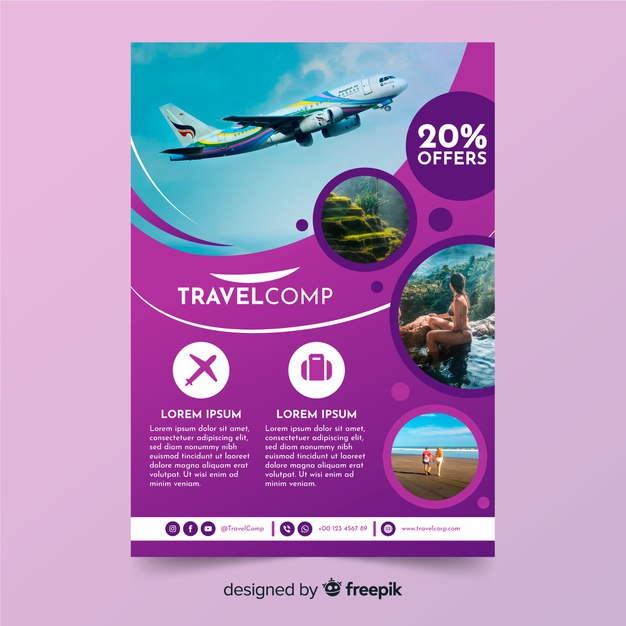 20%
OFFERS
TRAVELCOMP
LOREM IPSUM
Lorem ipsum dolor sit amet,
consectetuer adipiscing
elit, sed diam nonummy
nibh euismod tincidunt ut
laoreet dolore magna
aliquam erat volutpat. Ut
wisi enim ad minim
veniam, quis.
LOREM IPSUM
Lorem ipsum dolor sit amet,
consectetuer adipiscing
elit, sed diam nonummy
nibh euismod tincidunt ut
laoreet dolore magna
aliquam erat volutpat. Ut
wisi enim ad minim
veniam, quis.
@TravelComp
+00 123 4567 89
www.travelcorp.com
designed by freepik